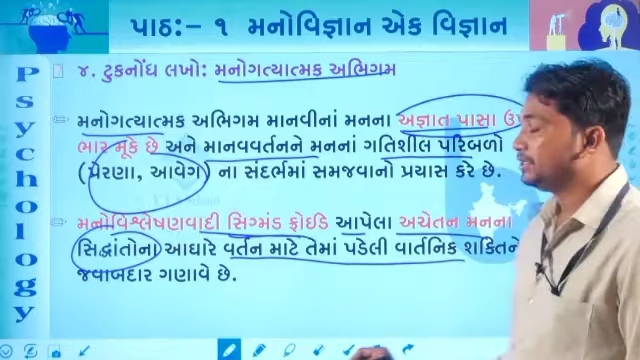 પાઠ:– ૧ મનોવિજ્ઞાન એક વિજ્ઞાન
Psychology
૪. ટુકનોંધ લખો: મનોગત્યાત્મક અભિગમ
મનોગત્યાત્મક અભિગમ માનવીનાં મનના અજ્ઞાત પાસા
ભાર મૂકે છે અને માનવવર્તનને મનનાં ગતિશીલ પરિબળો
(પ્રેરણા, આવેગ) ના સંદર્ભમાં સમજવાનો પ્રયાસ કરે છે.
મનોવિશ્લેષણવાદી સિગ્મંડ ફ્રોઇડે આપેલા અચેતન મનના
સિદ્ધાંતોના આધારે વર્તન માટે તેમાં પડેલી વાર્તનિક શક્તિને
જવાબદાર ગણાવે છે.